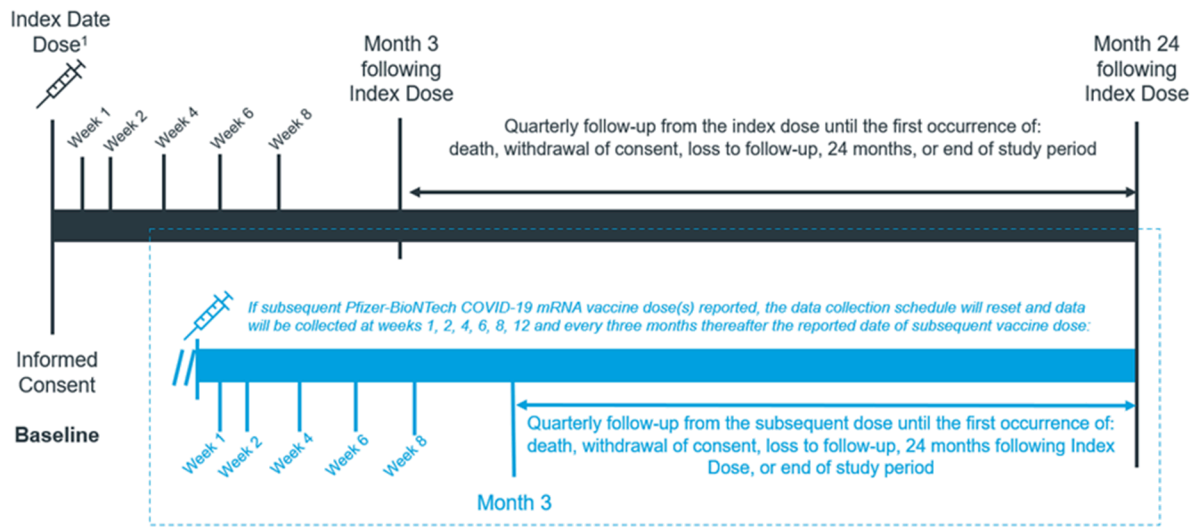 Index Date
Dose¹
Week 1
Week 2
Week 4
Week 6
Week 8
Month 3
following
Index Dose
Month 24
following
Index Dose
Quarterly follow-up from the index dose until the first occurrence of:
death, withdrawal of consent, loss to follow-up, 24 months, or end of study period
If subsequent Pfizer-BioNTech COVID-19 mRNA vaccine dose(s) reported, the data collection schedule will reset and data
will be collected at weeks 1, 2, 4, 6, 8, 12 and every three months thereafter the reported date of subsequent vaccine dose:
Informed
Consent
Baseline
Week 1
Week 2
Week 4
Week 6
Week 8
Month 3
Quarterly follow-up from the subsequent dose until the first occurrence of:
death, withdrawal of consent, loss to follow-up, 24 months following Index
Dose, or end of study period